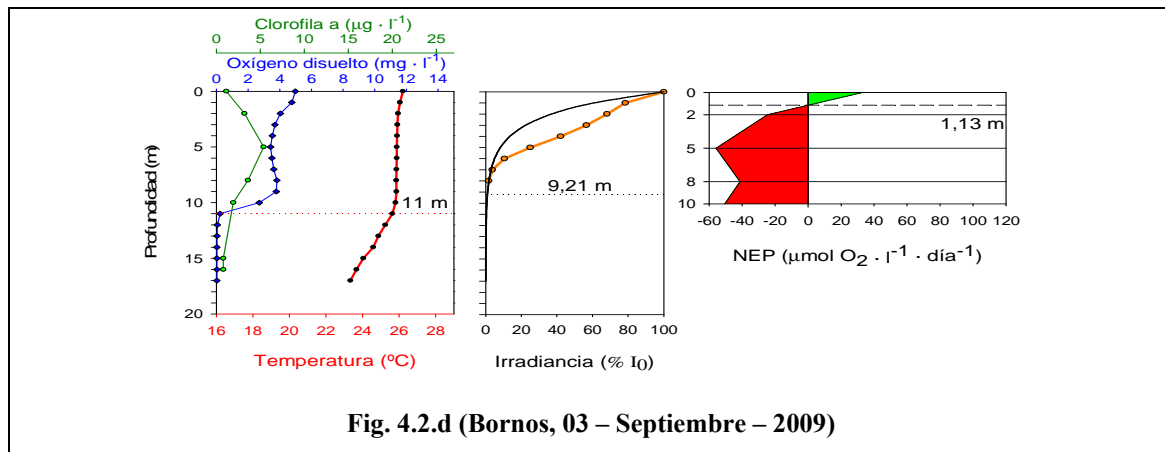 Clorofila a (µg · l⁻¹)
0 5 10 15 20 25
Oxígeno disuelto (mg · l⁻¹)
0 2 4 6 8 10 12 14
Profundidad (m)
0
5
10
15
20
11 m
16 18 20 22 24 26 28
Temperatura (ºC)
9,21 m
0 20 40 60 80 100
Irradiancia (% I0)
0
2
5
8
10
1,13 m
-60 -40 -20 0 20 40 60 80 100 120
NEP (µmol O₂ · l⁻¹ · día⁻¹)
Fig. 4.2.d (Bornos, 03 – Septiembre – 2009)